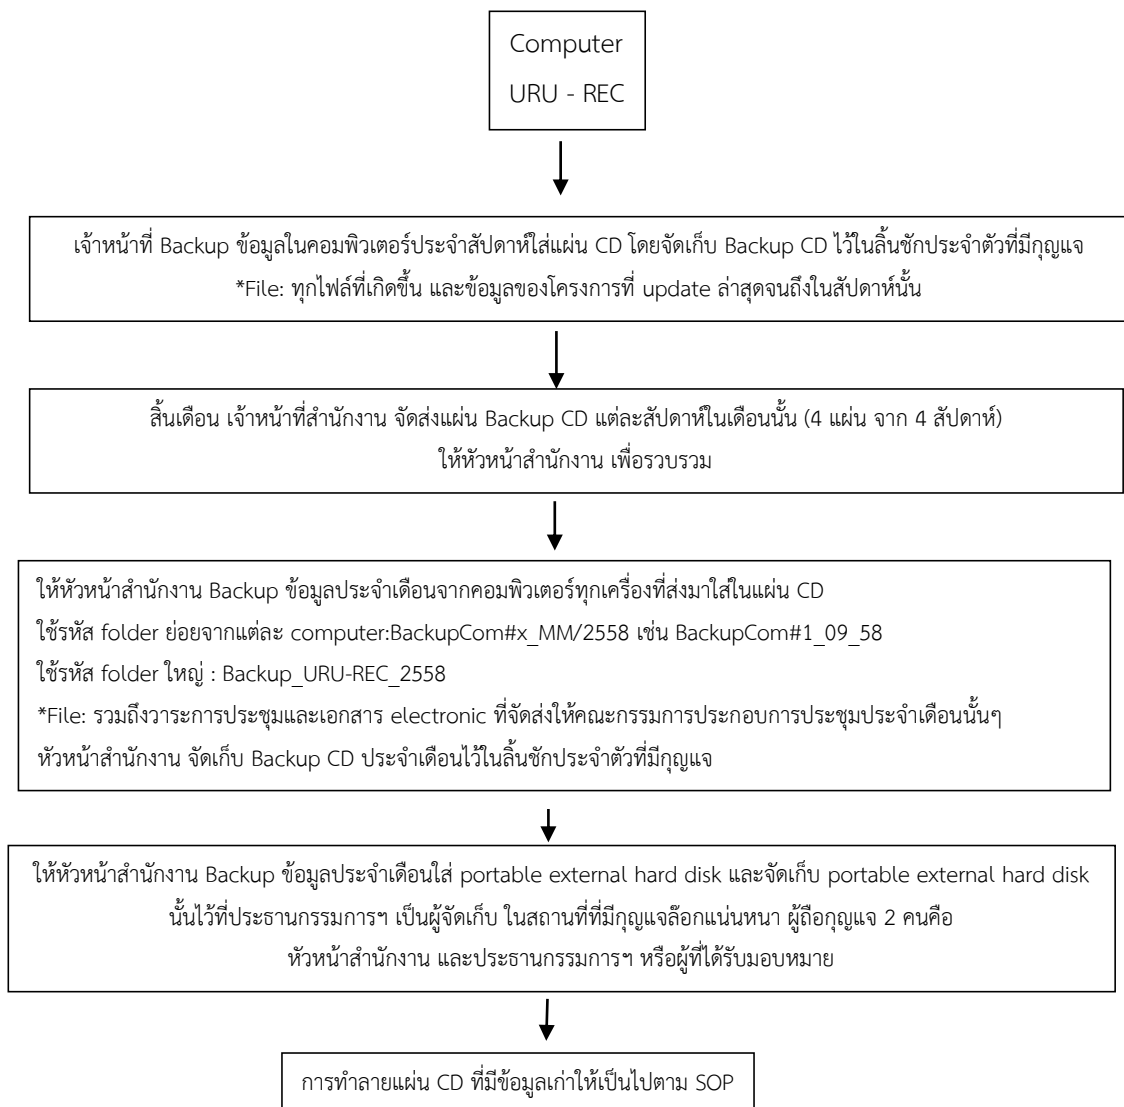 Computer
URU - REC
เจ้าหน้าที่ Backup ข้อมูลในคอมพิวเตอร์ประจำสัปดาห์ใส่แผ่น CD โดยจัดเก็บ Backup CD ไว้ในลิ้นชักประจำตัวที่มีกุญแจ
*File: ทุกไฟล์ที่เกิดขึ้น และข้อมูลของโครงการที่ update ล่าสุดจนถึงในสัปดาห์นั้น
สิ้นเดือน เจ้าหน้าที่สำนักงาน จัดส่งแผ่น Backup CD แต่ละสัปดาห์ในเดือนนั้น (4 แผ่น จาก 4 สัปดาห์)
ให้หัวหน้าสำนักงาน เพื่อรวบรวม
ให้หัวหน้าสำนักงาน Backup ข้อมูลประจำเดือนจากคอมพิวเตอร์ทุกเครื่องที่ส่งมาใส่ในแผ่น CD
ใช้รหัส folder ย่อยจากแต่ละ computer:BackupCom#x_MM/2558 เช่น BackupCom#1_09_58
ใช้รหัส folder ใหญ่ : Backup_URU-REC_2558
*File: รวมถึงวาระการประชุมและเอกสาร electronic ที่จัดส่งให้คณะกรรมการประกอบการประชุมประจำเดือนนั้นๆ
หัวหน้าสำนักงาน จัดเก็บ Backup CD ประจำเดือนไว้ในลิ้นชักประจำตัวที่มีกุญแจ
ให้หัวหน้าสำนักงาน Backup ข้อมูลประจำเดือนใส่ portable external hard disk และจัดเก็บ portable external hard disk
นั้นไว้ที่ประธานกรรมการฯ เป็นผู้จัดเก็บ ในสถานที่ที่มีกุญแจล๊อกแน่นหนา ผู้ถือกุญแจ 2 คนคือ
หัวหน้าสำนักงาน และประธานกรรมการฯ หรือผู้ที่ได้รับมอบหมาย
การทำลายแผ่น CD ที่มีข้อมูลเก่าให้เป็นไปตาม SOP